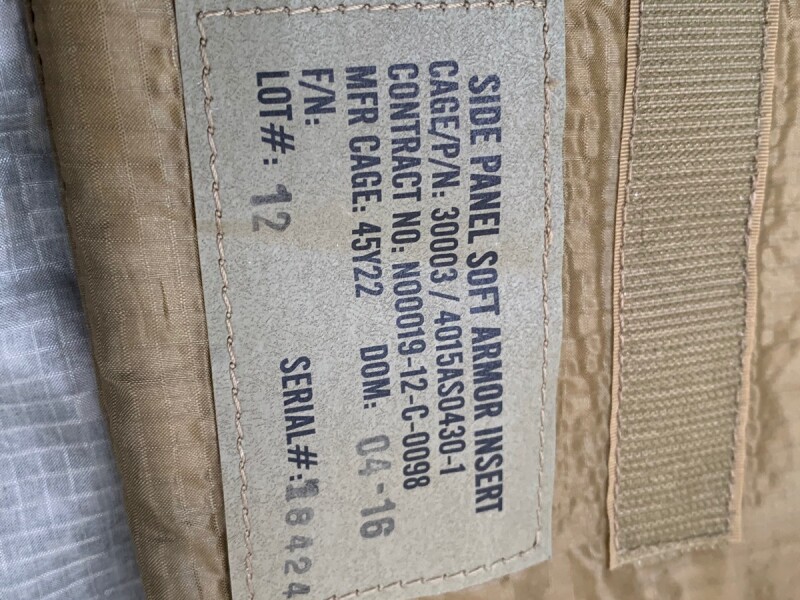 SIDE PANEL SOFT ARMOR INSERT
CAGE/P/N: 30003 / 4015AS0430-1
CONTRACT NO: N00019-12-C-0098
MFR CAGE: 45Y22 DOM: 04-16
F/N:
LOT#: 12 SERIAL#: 18424